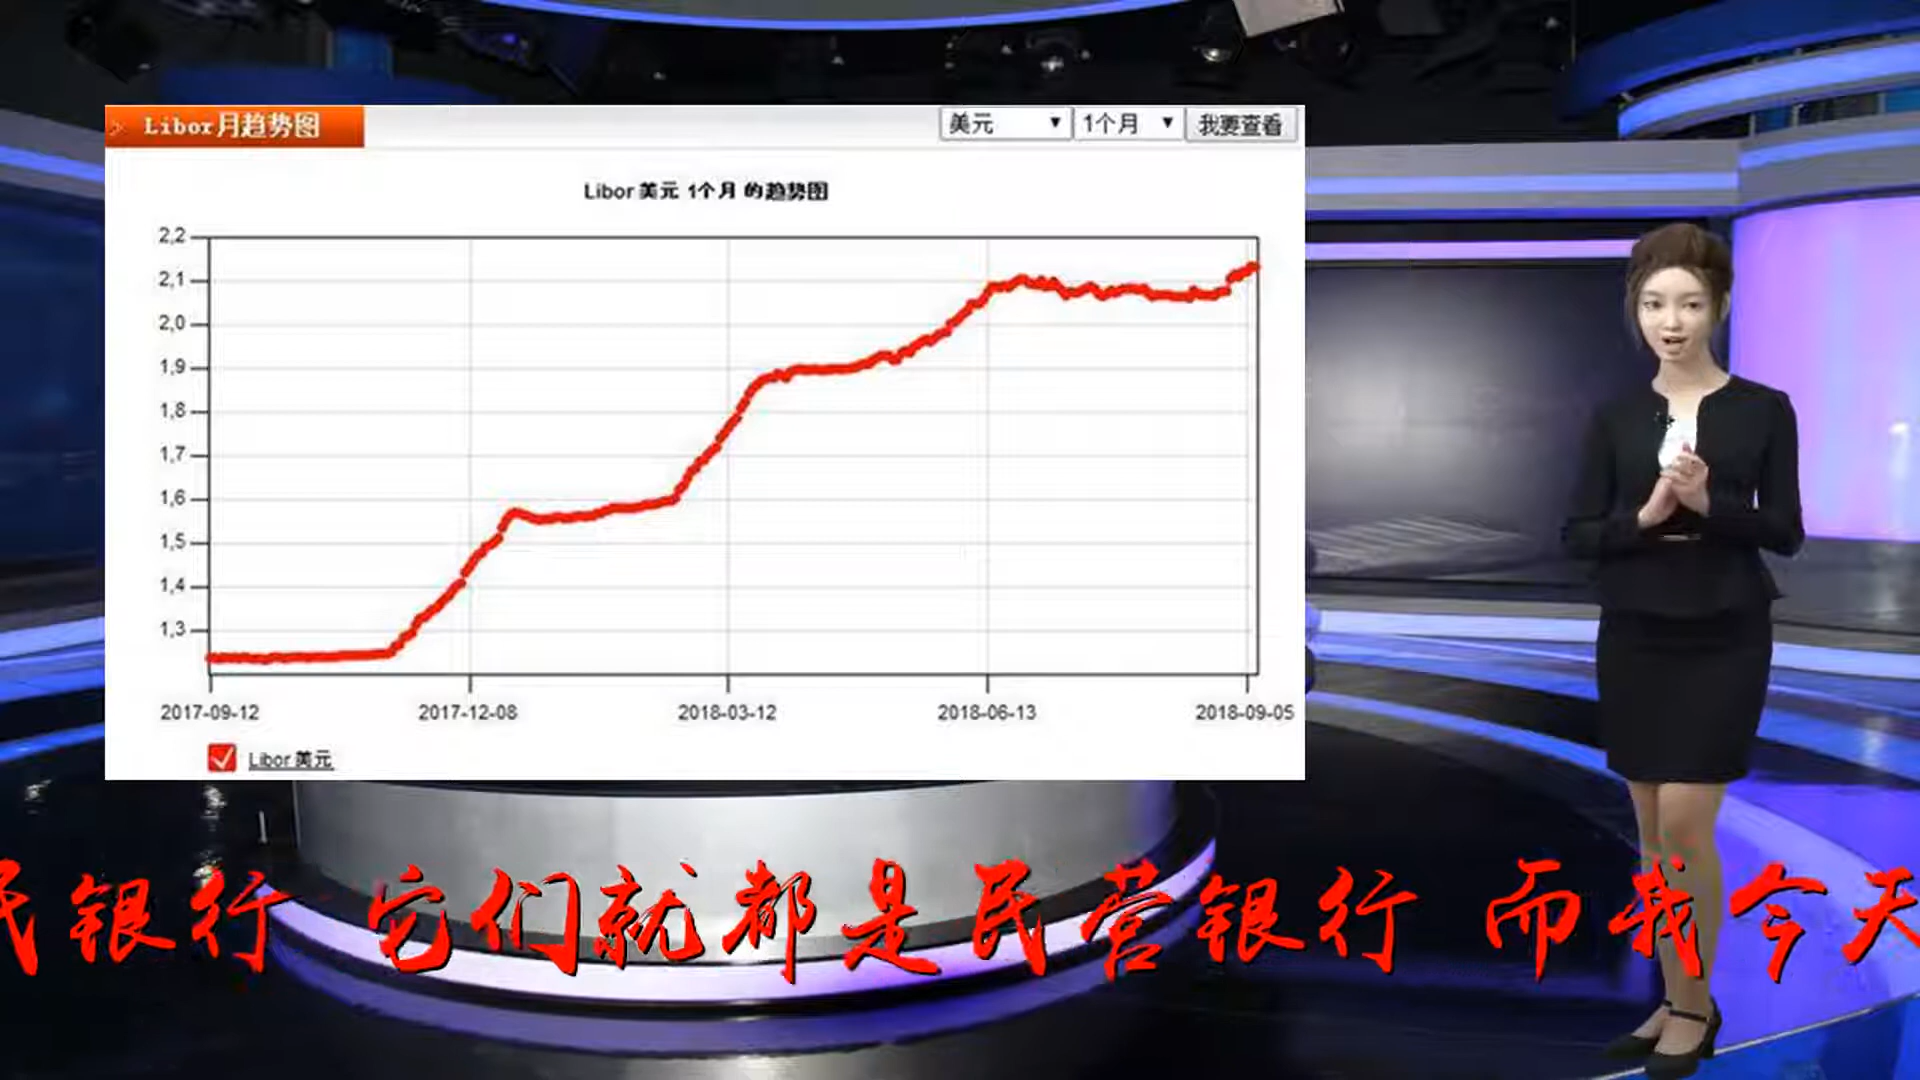 Libor月趋势图
美元 1个月 我要查看
Libor 美元 1个月 的趋势图
2,2
2,1
2,0
1,9
1,8
1,7
1,6
1,5
1,4
1,3
2017-09-12 2017-12-08 2018-03-12 2018-06-13 2018-09-05
Libor 美元
民银行 它们就都是民营银行 而我今天